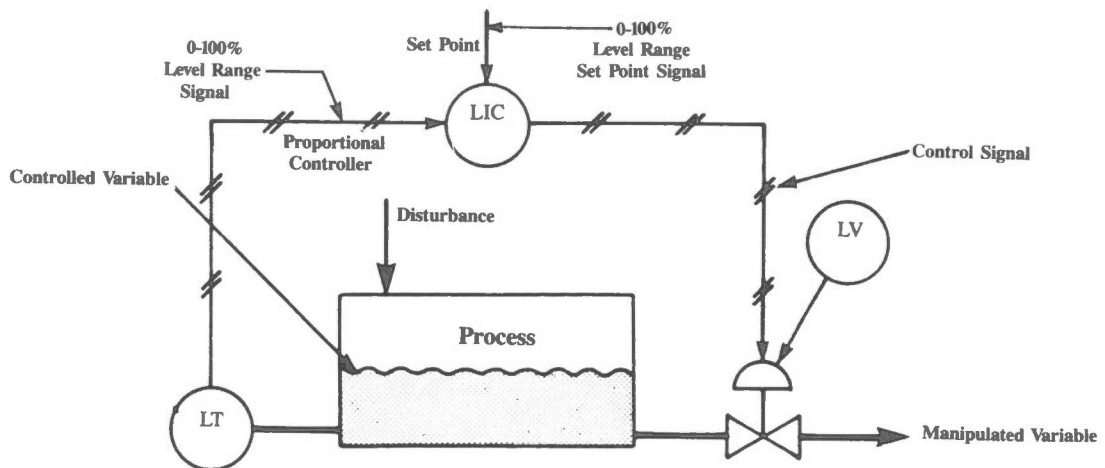 0-100%
Level Range
Signal
Set Point
0-100%
Level Range
Set Point Signal
LIC
Proportional
Controller
Control Signal
Controlled Variable
Disturbance
LV
Process
LT
Manipulated Variable